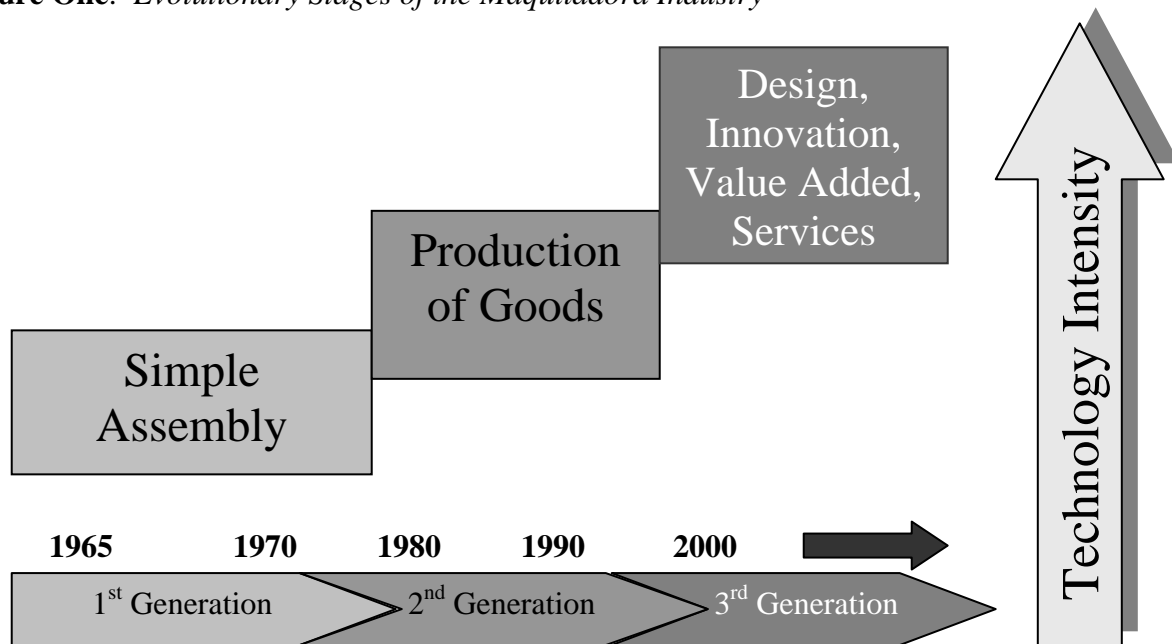 ure One: Evolutionary Stages of the Maquiladora Industry
Design,
Innovation,
Value Added,
Services
Production
of Goods
Simple
Assembly
Technology Intensity
1965 1970 1980 1990 2000
1st Generation 2nd Generation 3rd Generation